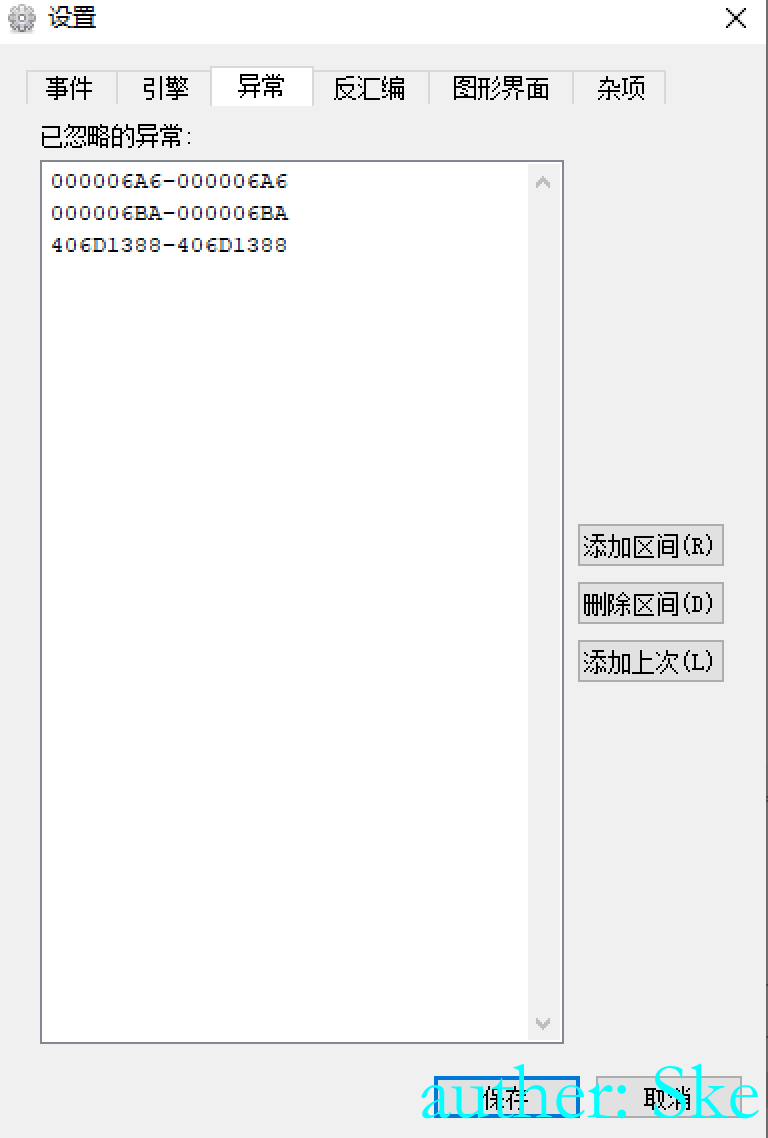 设置
事件 引擎 异常 反汇编 图形界面 杂项
已忽略的异常:
000006A6-000006A6
000006BA-000006BA
406D1388-406D1388
添加区间(R)
删除区间(D)
添加上次(L)
保存 取消
auther: Ske